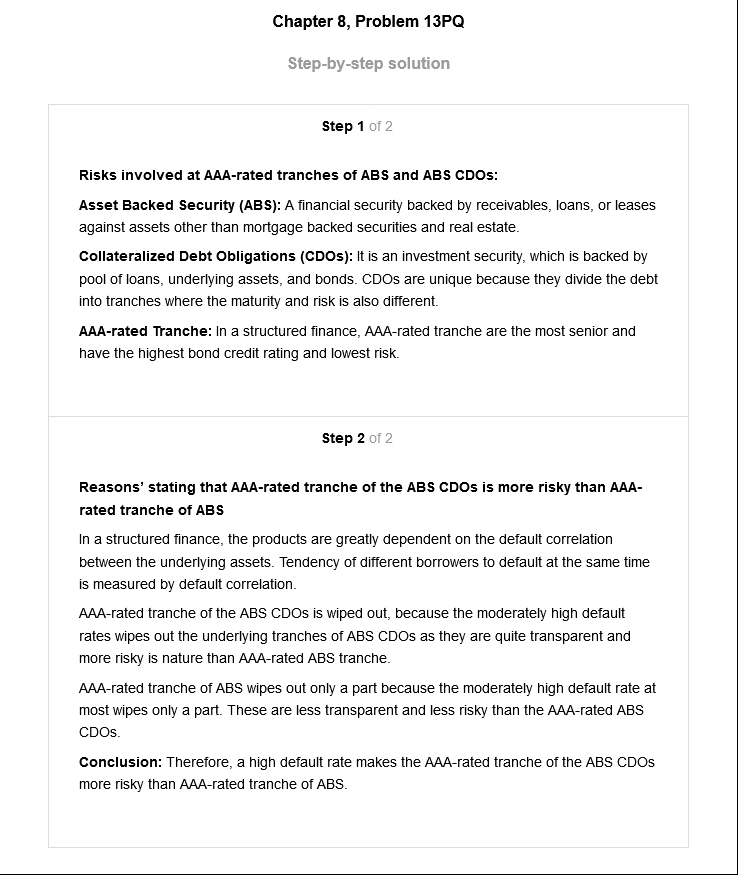 Chapter 8, Problem 13PQ
Step-by-step solution
Step 1 of 2
Risks involved at AAA-rated tranches of ABS and ABS CDOs:
Asset Backed Security (ABS): A financial security backed by receivables, loans, or leases
against assets other than mortgage backed securities and real estate.
Collateralized Debt Obligations (CDOs): It is an investment security, which is backed by
pool of loans, underlying assets, and bonds. CDOs are unique because they divide the debt
into tranches where the maturity and risk is also different.
AAA-rated Tranche: In a structured finance, AAA-rated tranche are the most senior and
have the highest bond credit rating and lowest risk.
Step 2 of 2
Reasons’ stating that AAA-rated tranche of the ABS CDOs is more risky than AAA-
rated tranche of ABS
In a structured finance, the products are greatly dependent on the default correlation
between the underlying assets. Tendency of different borrowers to default at the same time
is measured by default correlation.
AAA-rated tranche of the ABS CDOs is wiped out, because the moderately high default
rates wipes out the underlying tranches of ABS CDOs as they are quite transparent and
more risky is nature than AAA-rated ABS tranche.
AAA-rated tranche of ABS wipes out only a part because the moderately high default rate at
most wipes only a part. These are less transparent and less risky than the AAA-rated ABS
CDOs.
Conclusion: Therefore, a high default rate makes the AAA-rated tranche of the ABS CDOs
more risky than AAA-rated tranche of ABS.